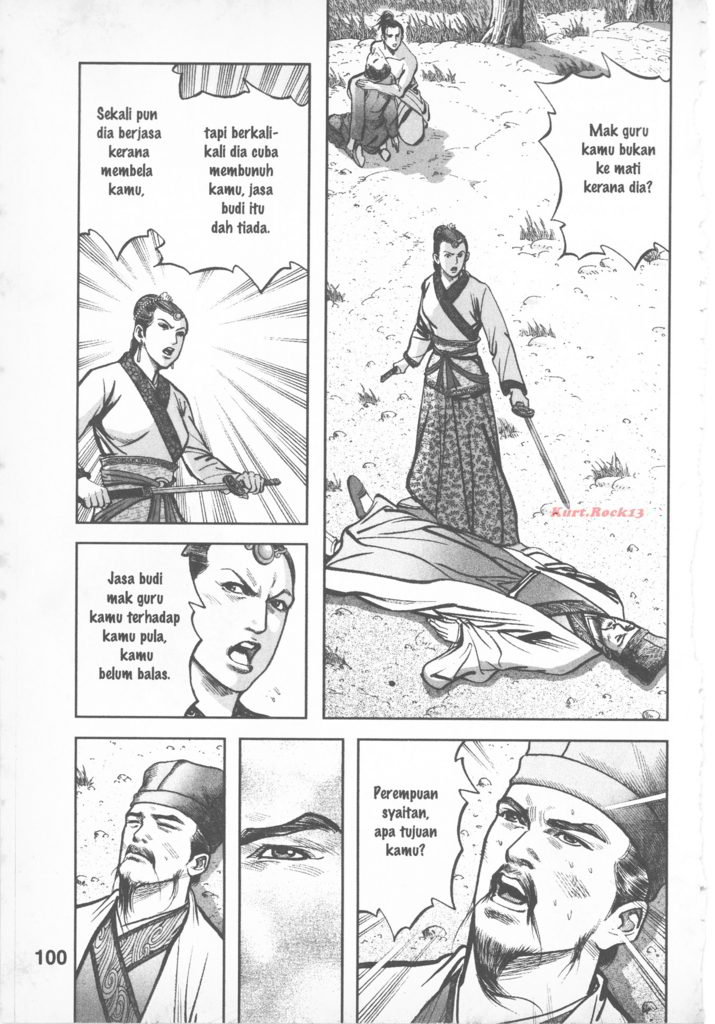 Mak guru
kamu bukan
ke mati
kerana dia?
Sekali pun
dia berjasa
kerana
membela
kamu,
tapi berkali-
kali dia cuba
membunuh
kamu, jasa
budi itu
dah tiada.
Kurt.Rock13
Jasa budi
mak guru
kamu terhadap
kamu pula,
kamu
belum balas.
Perempuan
syaitan,
apa tujuan
kamu?
100